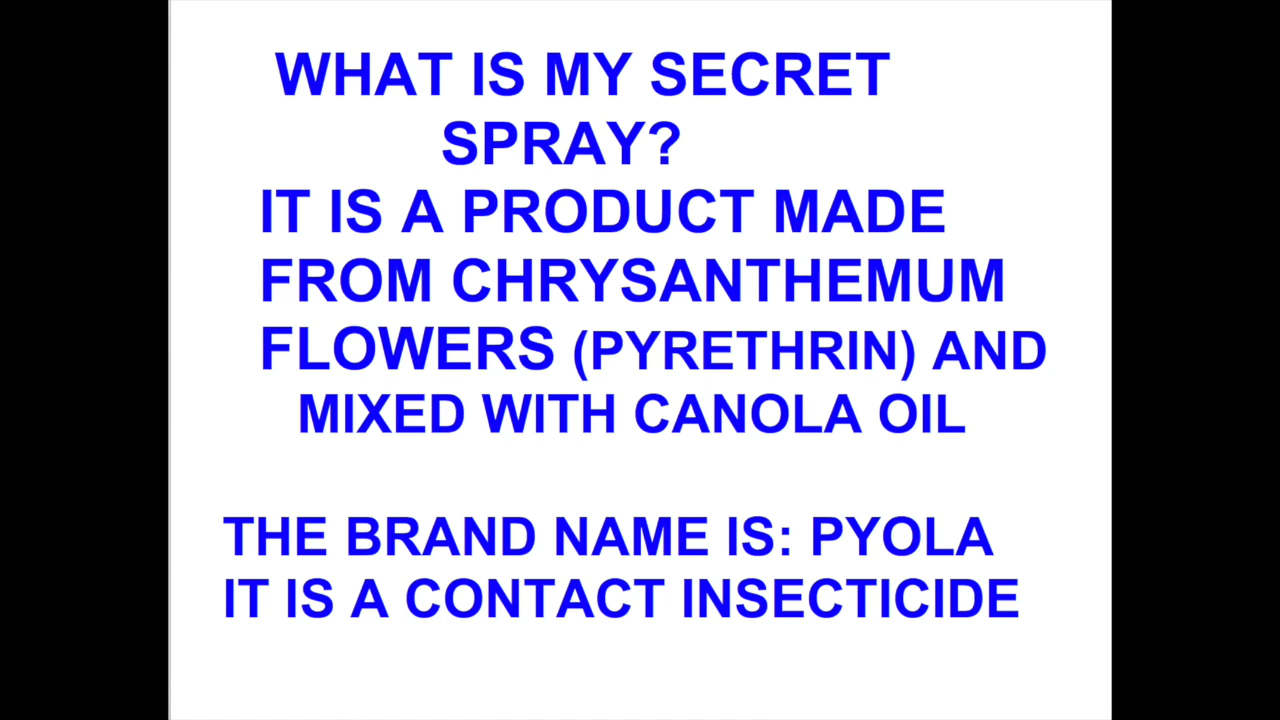 WHAT IS MY SECRET
SPRAY?
IT IS A PRODUCT MADE
FROM CHRYSANTHEMUM
FLOWERS (PYRETHRIN) AND
MIXED WITH CANOLA OIL
THE BRAND NAME IS: PYOLA
IT IS A CONTACT INSECTICIDE